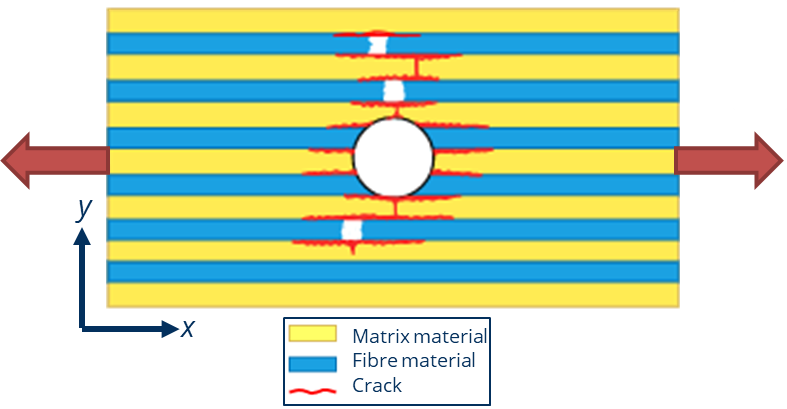 y
x
Matrix material
Fibre material
Crack